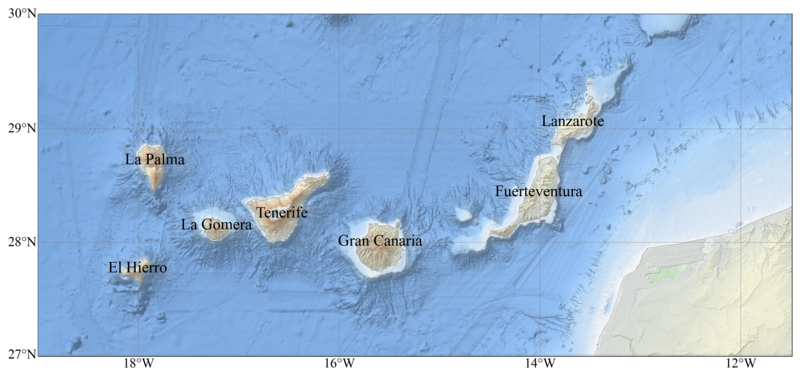 30°N
29°N
Lanzarote
La Palma
Fuerteventura
Tenerife
La Gomera
Gran Canaria
28°N
El Hierro
27°N
18°W
16°W
14°W
12°W